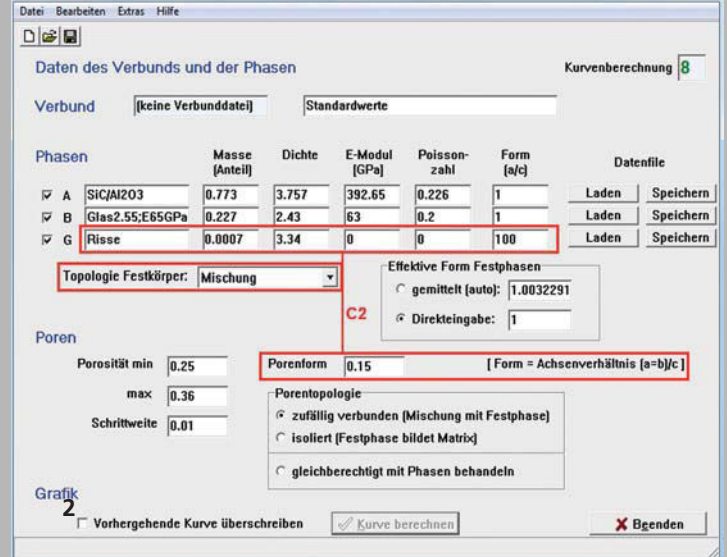 Datei Bearbeiten Extras Hilfe
Daten des Verbunds und der Phasen
Kurvenberechnung 8
Verbund (keine Verbunddatei) Standardwerte
Phasen Masse (Anteil) Dichte E-Modul [GPa] Poisson-zahl Form (a/c) Datenfile
A SiC/Al2O3 0.773 3.757 392.65 0.226 1 Laden Speichern
B Glas2.55;E65GPa 0.227 2.43 63 0.2 1 Laden Speichern
G Risse 0.0007 3.34 0 0 100 Laden Speichern
Topologie Festkörper: Mischung
Effektive Form Festphasen
gemittelt (auto): 1.0032291
Direkteingabe: 1
C2
Poren
Porosität min 0.25
max 0.36
Schrittweite 0.01
Porenform 0.15 [ Form = Achsenverhältnis (a=b)/c ]
Porentopologie
zufällig verbunden (Mischung mit Festphase)
isoliert (Festphase bildet Matrix)
gleichberechtigt mit Phasen behandeln
Grafik
2
Vorhergehende Kurve überschreiben
Kurve berechnen
Beenden